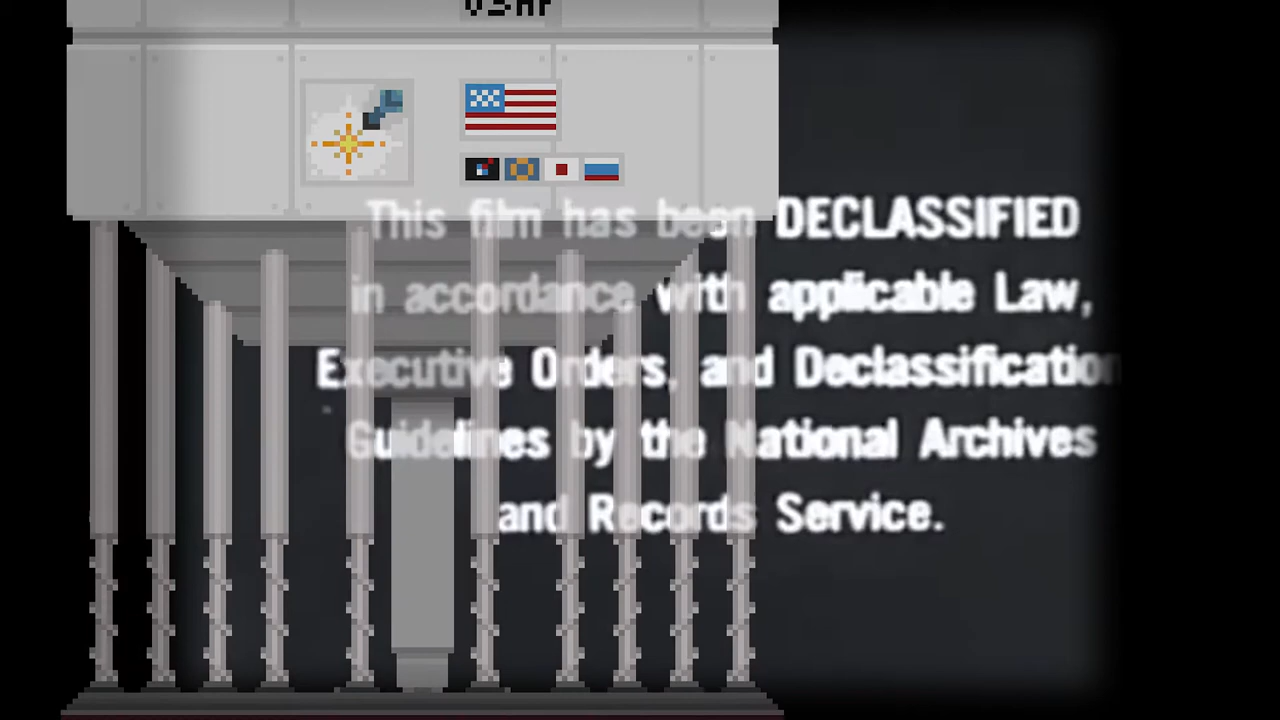 This film has been DECLASSIFIED
in accordance with applicable Law,
Executive Orders, and Declassification
Guidelines by the National Archives
and Records Service.